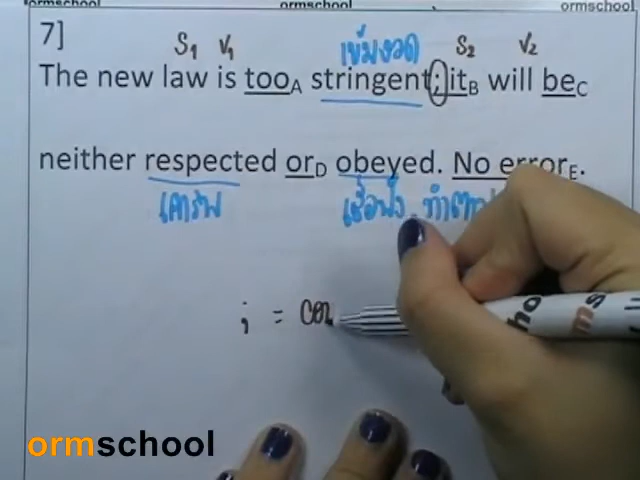 ormschool ormschool ormschool
7]
S1 V1 เข้มงวด S2 V2
The new law is tooA stringent; itB will beC
neither respected orD obeyed. No errorE.
เคารพ เชื่อฟัง
; =
ormschool